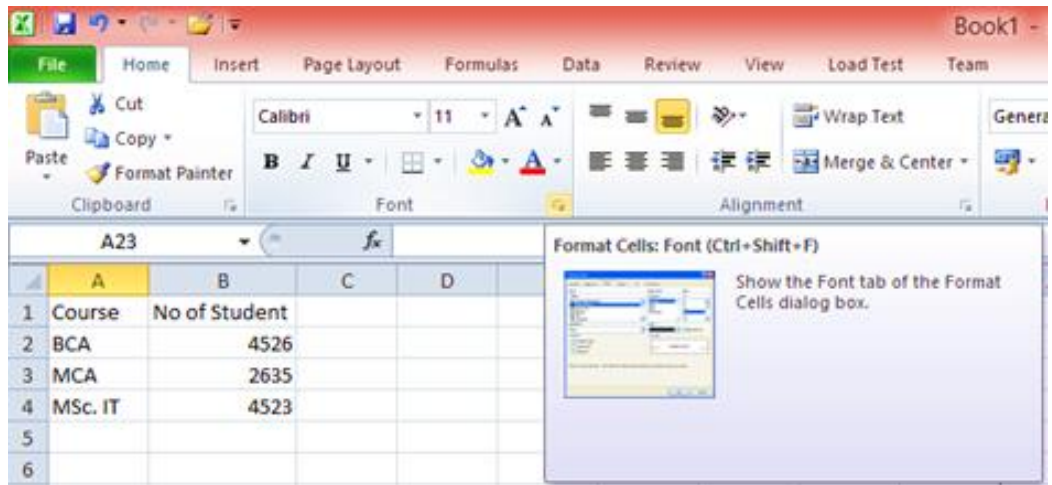 Book1 -
File Home Insert Page Layout Formulas Data Review View Load Test Team
Paste
Cut
Copy
Format Painter
Clipboard
Calibri 11 A A
B I U A
Font
Wrap Text
Merge & Center
Alignment
Genera
A23 fx
Format Cells: Font (Ctrl+Shift+F)
Show the Font tab of the Format
Cells dialog box.
A B C D
1 Course No of Student
2 BCA 4526
3 MCA 2635
4 MSc. IT 4523
5
6